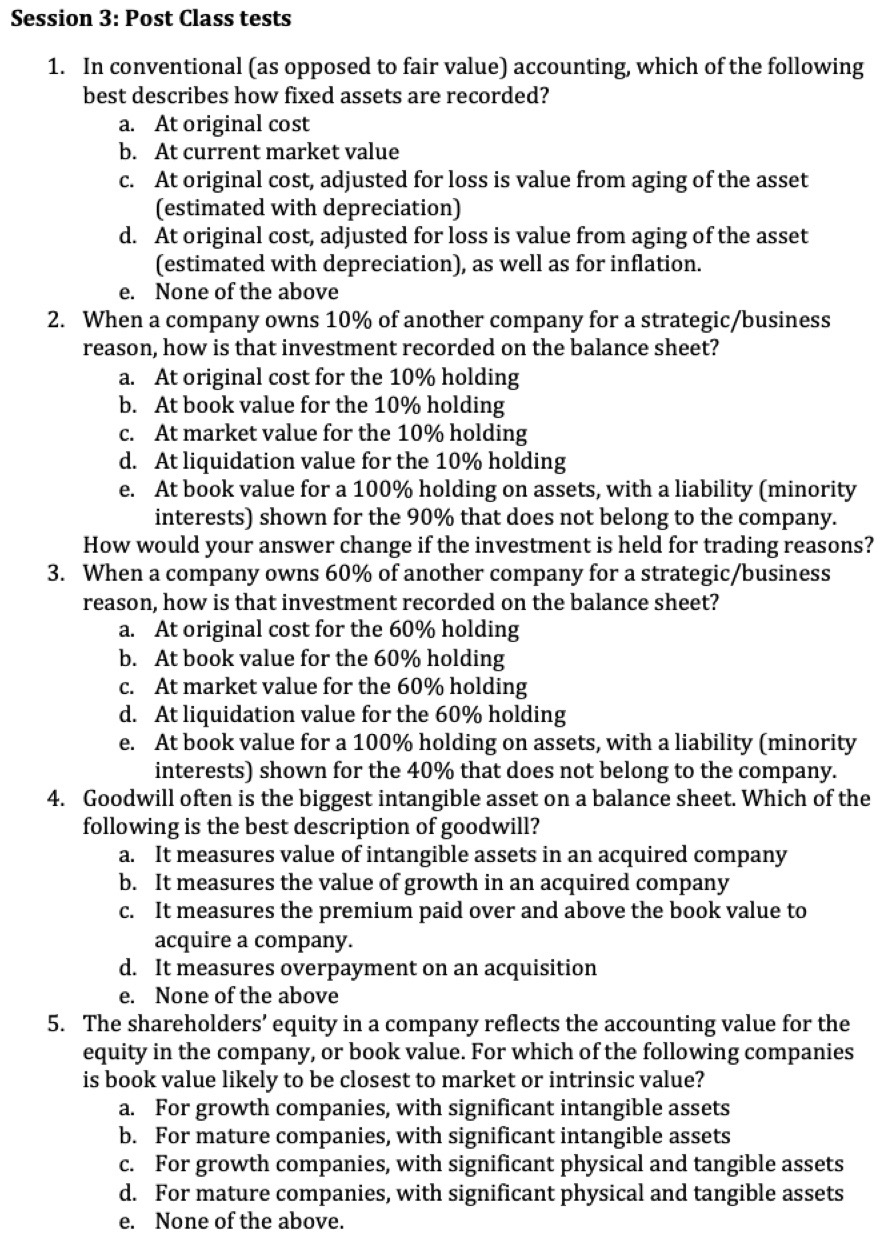 Session 3: Post Class tests
1. In conventional (as opposed to fair value) accounting, which of the following
best describes how fixed assets are recorded?
a. At original cost
b. At current market value
c. At original cost, adjusted for loss is value from aging of the asset
(estimated with depreciation)
d. At original cost, adjusted for loss is value from aging of the asset
(estimated with depreciation), as well as for inflation.
e. None of the above
2. When a company owns 10% of another company for a strategic/business
reason, how is that investment recorded on the balance sheet?
a. At original cost for the 10% holding
b. At book value for the 10% holding
c. At market value for the 10% holding
d. At liquidation value for the 10% holding
e. At book value for a 100% holding on assets, with a liability (minority
interests) shown for the 90% that does not belong to the company.
How would your answer change if the investment is held for trading reasons?
3. When a company owns 60% of another company for a strategic/business
reason, how is that investment recorded on the balance sheet?
a. At original cost for the 60% holding
b. At book value for the 60% holding
c. At market value for the 60% holding
d. At liquidation value for the 60% holding
e. At book value for a 100% holding on assets, with a liability (minority
interests) shown for the 40% that does not belong to the company.
4. Goodwill often is the biggest intangible asset on a balance sheet. Which of the
following is the best description of goodwill?
a. It measures value of intangible assets in an acquired company
b. It measures the value of growth in an acquired company
c. It measures the premium paid over and above the book value to
acquire a company.
d. It measures overpayment on an acquisition
e. None of the above
5. The shareholders’ equity in a company reflects the accounting value for the
equity in the company, or book value. For which of the following companies
is book value likely to be closest to market or intrinsic value?
a. For growth companies, with significant intangible assets
b. For mature companies, with significant intangible assets
c. For growth companies, with significant physical and tangible assets
d. For mature companies, with significant physical and tangible assets
e. None of the above.